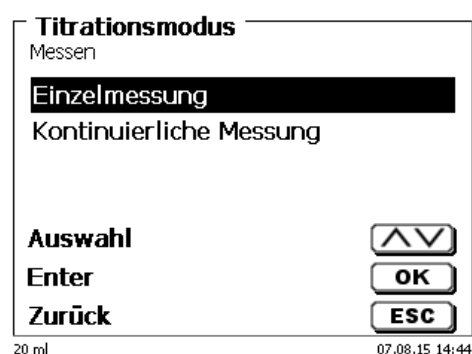 Titrationsmodus
Messen
Einzelmessung
Kontinuierliche Messung
Auswahl
Enter OK
Zurück ESC
20 ml 07.08.15 14:44